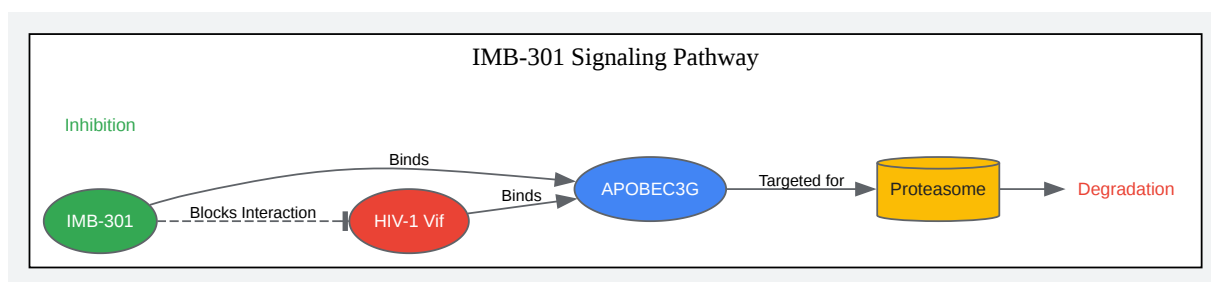 IMB-301 Signaling Pathway
Inhibition
Binds
IMB-301
Blocks Interaction
HIV-1 Vif
Binds
APOBEC3G
Targeted for
Proteasome
Degradation